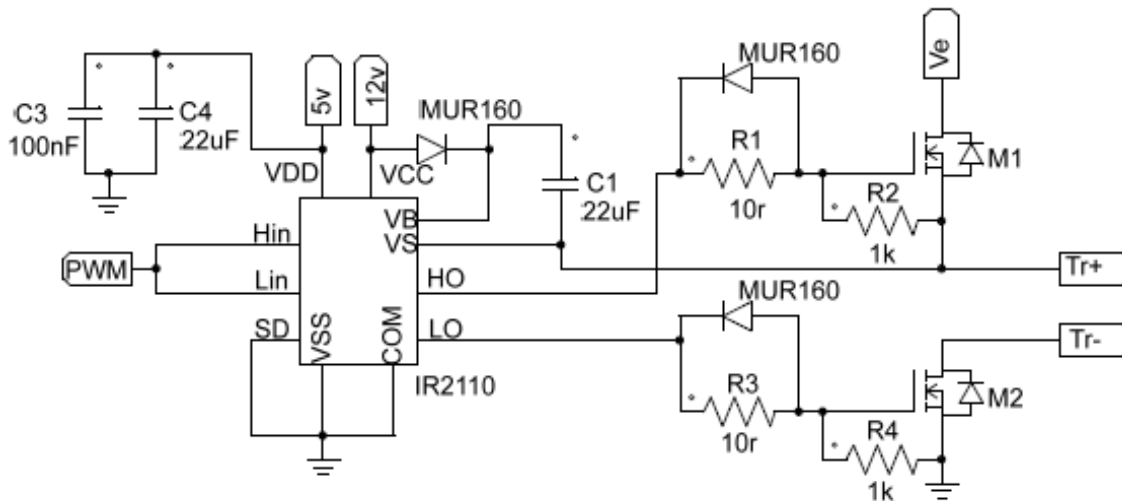 MUR160
Ve
C3
100nF
C4
.22uF
5v
12v
MUR160
VDD
VCC
C1
.22uF
R1
10r
M1
R2
1k
VB
VS
Hin
PWM
Lin
HO
Tr+
MUR160
SD
VSS
COM
LO
Tr-
IR2110
R3
10r
M2
R4
1k